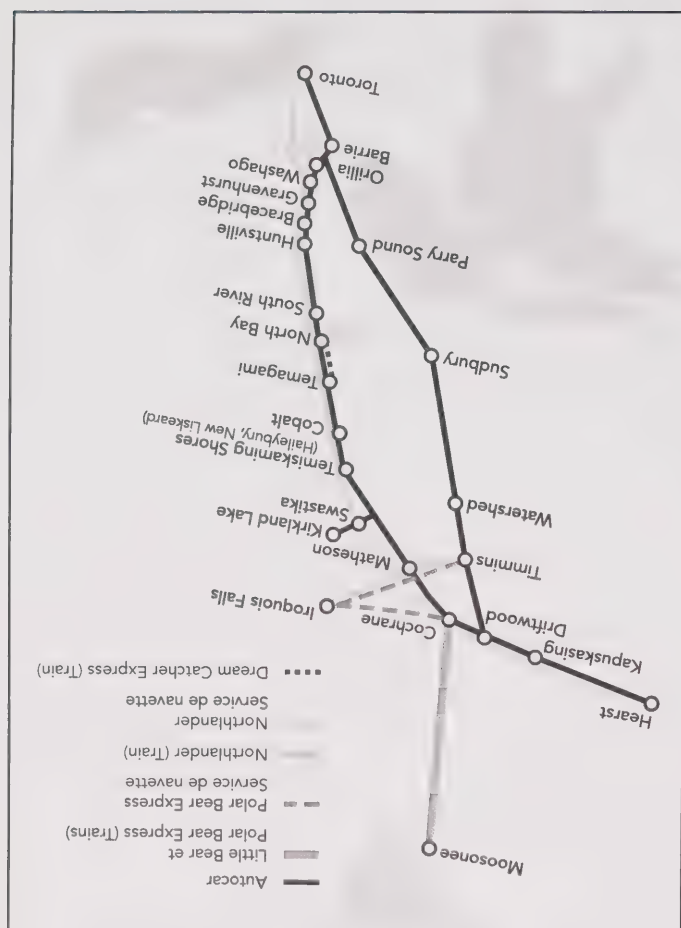 Autocar
Little Bear et
Polar Bear Express (Trains)
Polar Bear Express
Service de navette
Northlander (Train)
Northlander
Service de navette
Dream Catcher Express (Train)
Moosonee
Hearst
Kapuskasing
Driftwood
Cochrane
Iroquois Falls
Timmins
Matheson
Kirkland Lake
Swastika
Watershed
Temiskaming Shores
(Haileybury, New Liskeard)
Cobalt
Temagami
Sudbury
North Bay
South River
Parry Sound
Huntsville
Bracebridge
Gravenhurst
Washago
Orillia
Barrie
Toronto